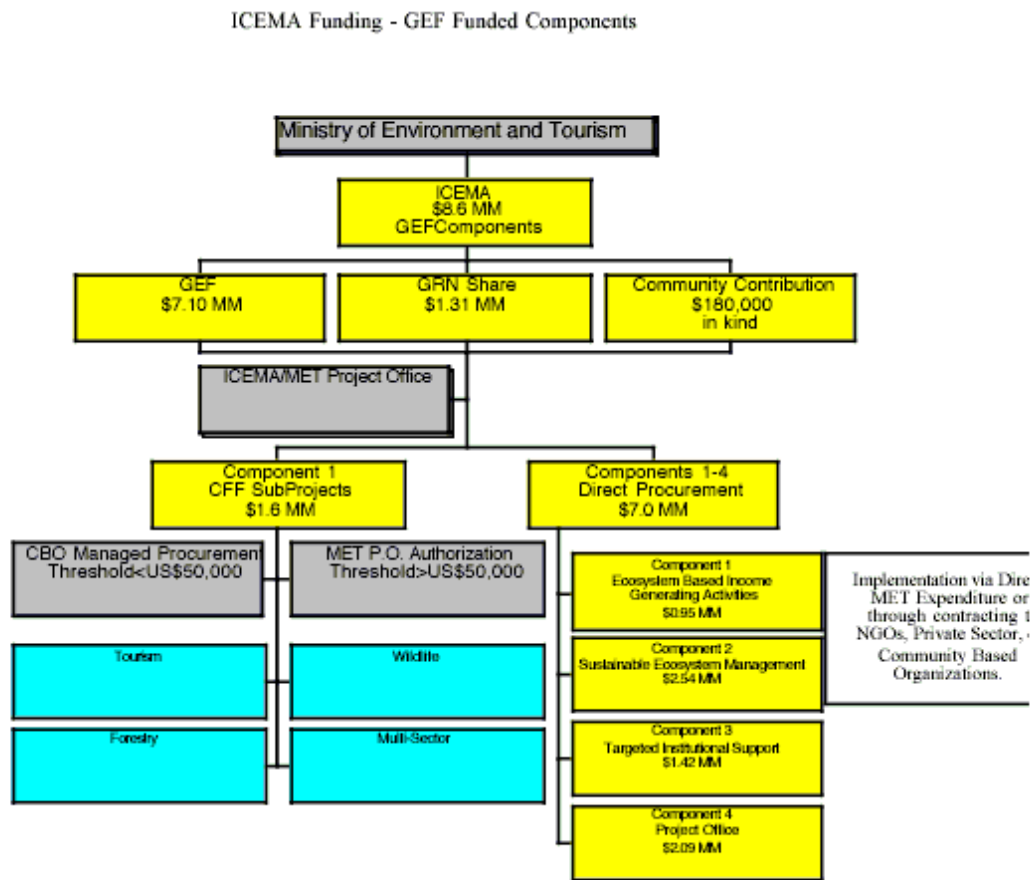 ICEMA Funding - GEF Funded Components
Ministry of Environment and Tourism
ICEMA
$8.6 MM
GEFComponents
GEF
$7.10 MM
GRN Share
$1.31 MM
Community Contribution
$180,000
in kind
ICEMA/MET Project Office
Component 1
CFF SubProjects
$1.6 MM
Components 1-4
Direct Procurement
$7.0 MM
CBO Managed Procurement
Threshold<US$50,000
MET P.O. Authorization
Threshold>US$50,000
Tourism
Wildlife
Forestry
Multi-Sector
Component 1
Ecosystem Based Income
Generating Activities
$0.95 MM
Component 2
Sustainable Ecosystem Management
$2.54 MM
Component 3
Targeted Institutional Support
$1.42 MM
Component 4
Project Office
$2.09 MM
Implementation via
MET Expenditure or
through contracting
NGOs, Private Sector,
Community Based
Organizations.